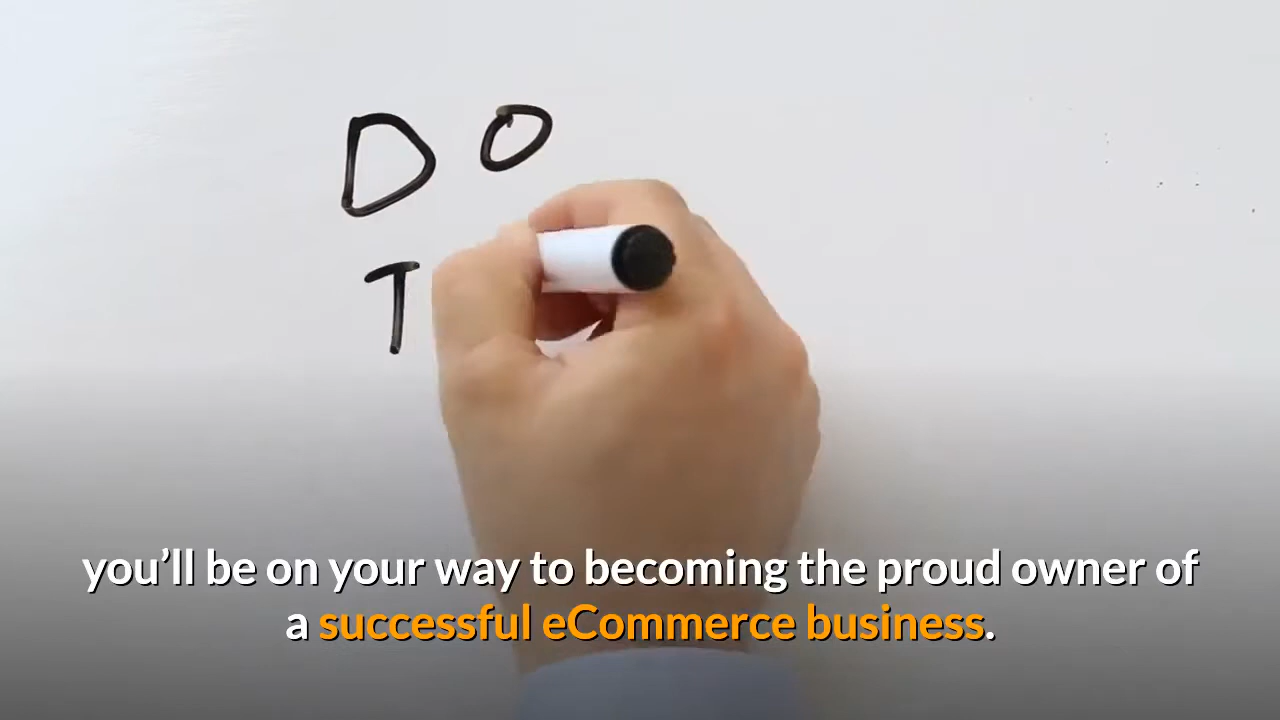 DO
T
you’ll be on your way to becoming the proud owner of
a successful eCommerce business.